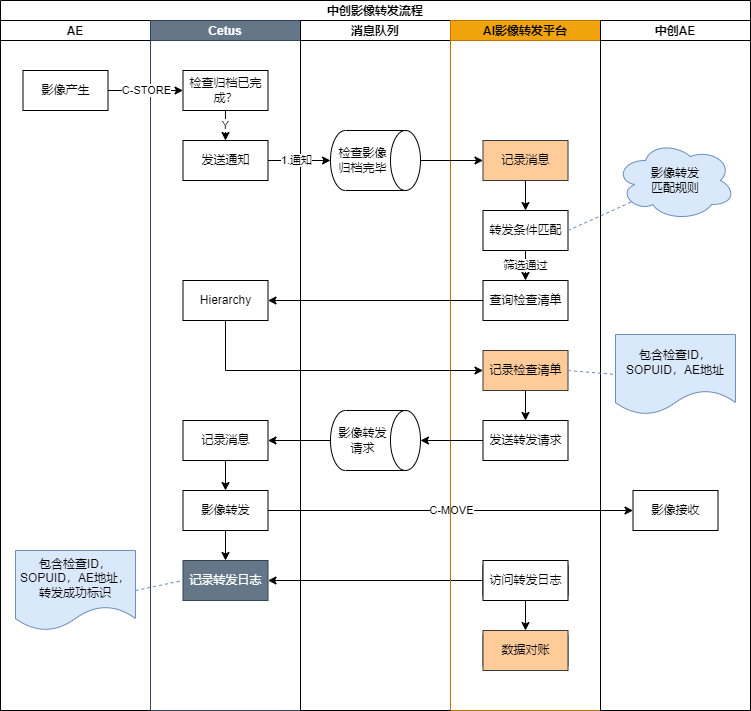 中创影像转发流程
AE
Cetus
消息队列
AI影像转发平台
中创AE
影像产生
C-STORE
检查归档已完
成？
Y
发送通知
1.通知
检查影像
归档完毕
记录消息
影像转发
匹配规则
转发条件匹配
筛选通过
Hierarchy
查询检查清单
记录检查清单
包含检查ID，
SOPUID，AE地址
记录消息
影像转发
请求
发送转发请求
影像转发
C-MOVE
影像接收
包含检查ID，
SOPUID，AE地址，
转发成功标识
记录转发日志
访问转发日志
数据对账